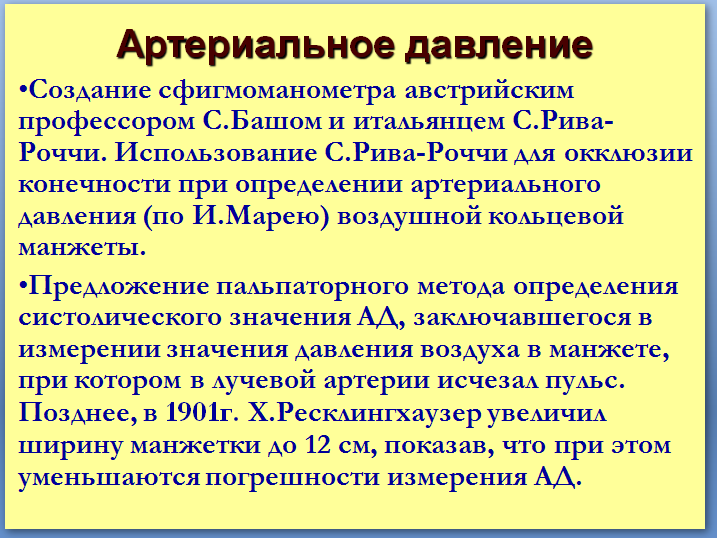 Артериальное давление
•Создание сфигмоманометра австрийским
профессором С.Башом и итальянцем С.Рива-
Роччи. Использование С.Рива-Роччи для окклюзии
конечности при определении артериального
давления (по И.Марею) воздушной кольцевой
манжеты.
•Предложение пальпаторного метода определения
систолического значения АД, заключавшегося в
измерении значения давления воздуха в манжете,
при котором в лучевой артерии исчезал пульс.
Позднее, в 1901г. Х.Ресклингхаузер увеличил
ширину манжетки до 12 см, показав, что при этом
уменьшаются погрешности измерения АД.